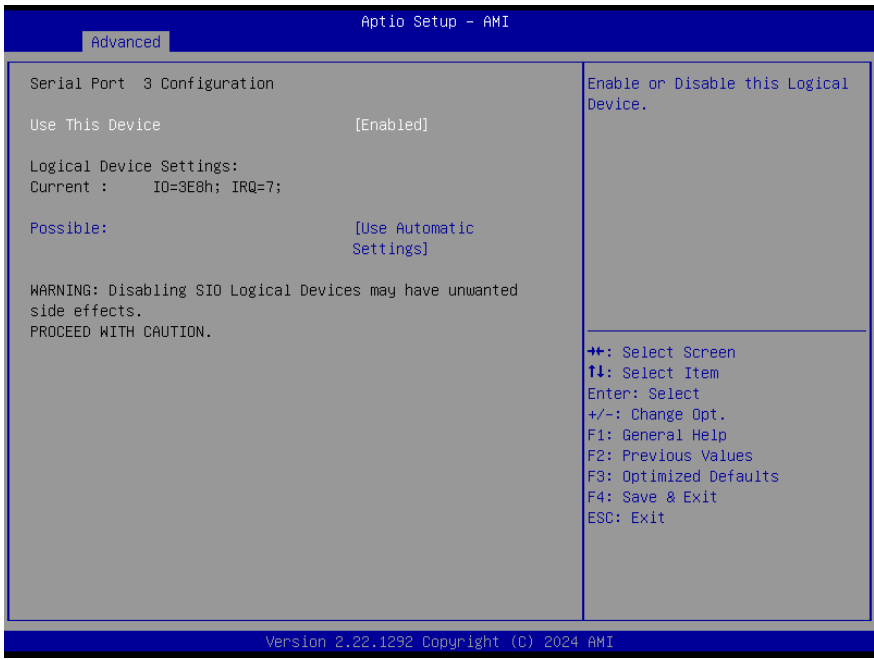 Aptio Setup – AMI
Advanced
Serial Port  3 Configuration
Use This Device [Enabled]
Logical Device Settings:
Current :     IO=3E8h; IRQ=7;
Possible: [Use Automatic
Settings]
WARNING: Disabling SIO Logical Devices may have unwanted
side effects.
PROCEED WITH CAUTION.
Enable or Disable this Logical
Device.
→←: Select Screen
↑↓: Select Item
Enter: Select
+/-: Change Opt.
F1: General Help
F2: Previous Values
F3: Optimized Defaults
F4: Save & Exit
ESC: Exit
Version 2.22.1292 Copyright (C) 2024 AMI